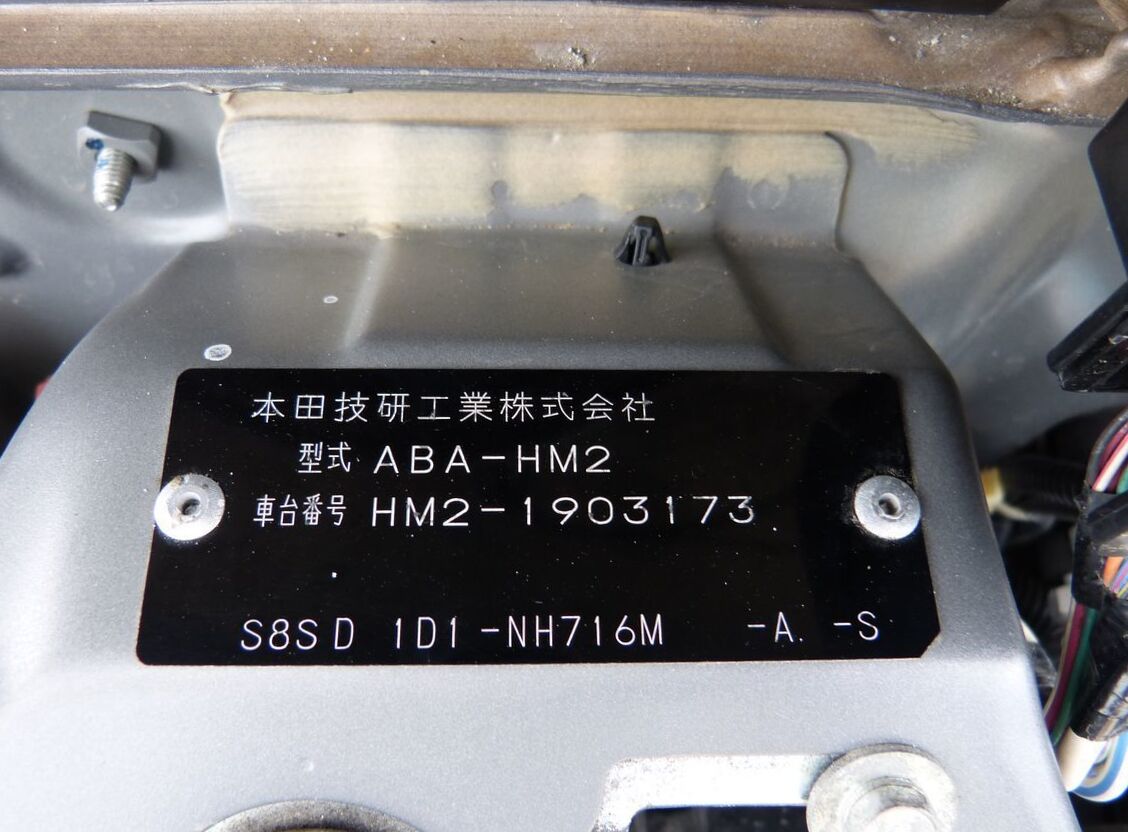 本田技研工業株式会社
型式 ABA-HM2
車台番号 HM2-1903173
S8SD 1D1-NH716M -A -S